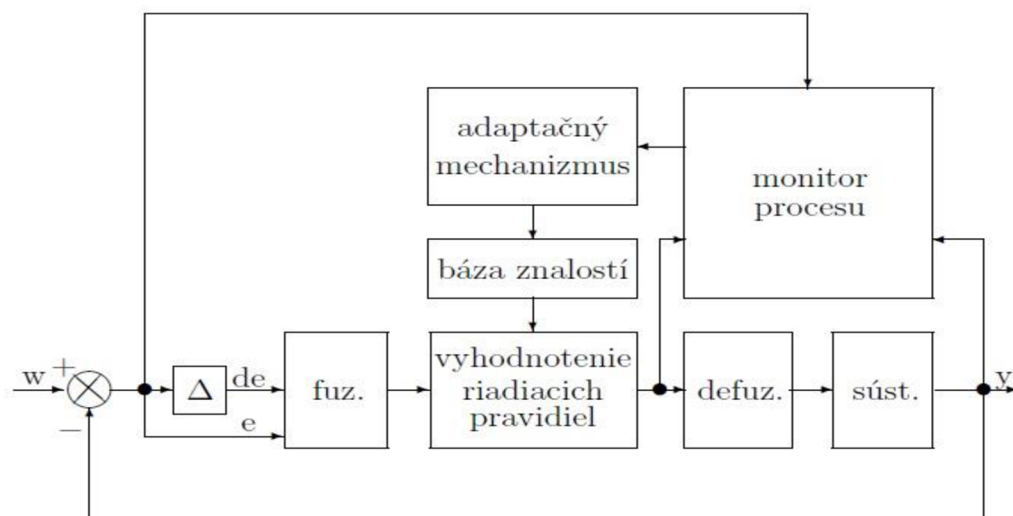 adaptačný
mechanizmus
monitor
procesu
báza znalostí
w
+
−
Δ
de
e
fuz.
vyhodnotenie
riadiacich
pravidiel
defuz.
súst.
y